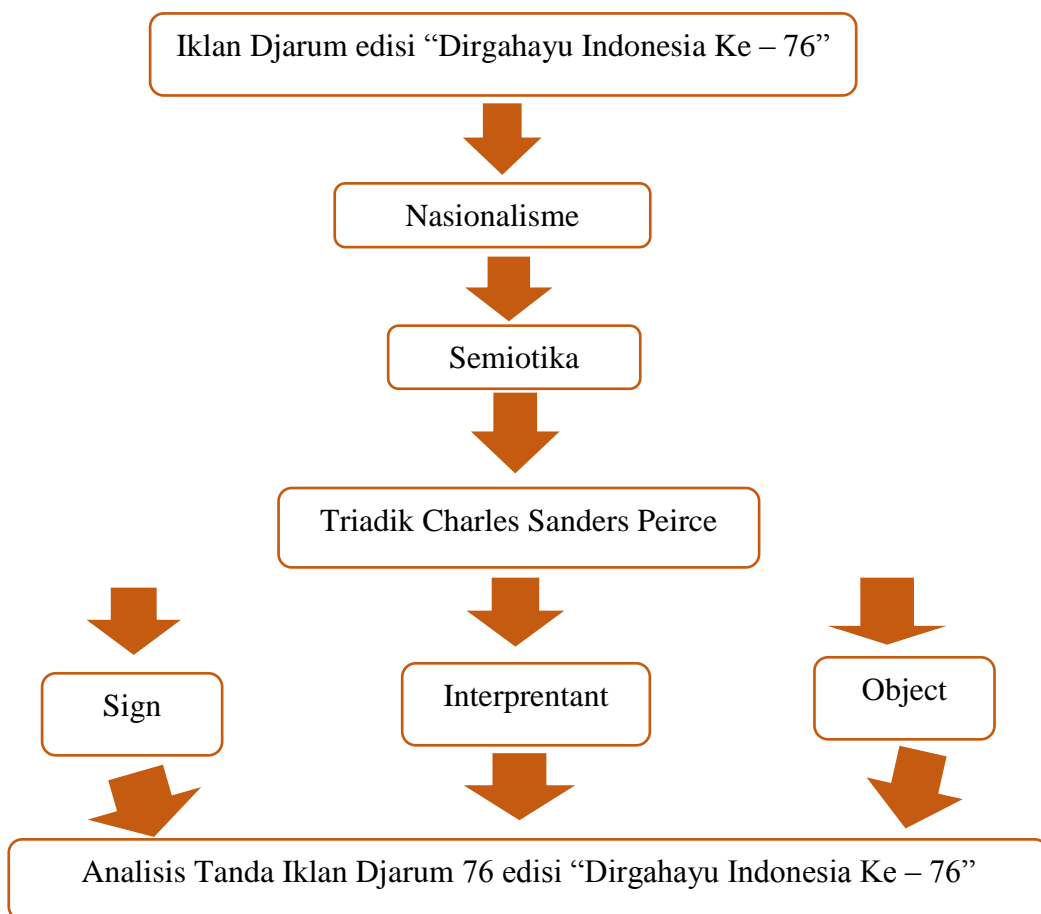 Iklan Djarum edisi “Dirgahayu Indonesia Ke – 76”
Nasionalisme
Semiotika
Triadik Charles Sanders Peirce
Sign
Interprentant
Object
Analisis Tanda Iklan Djarum 76 edisi “Dirgahayu Indonesia Ke – 76”